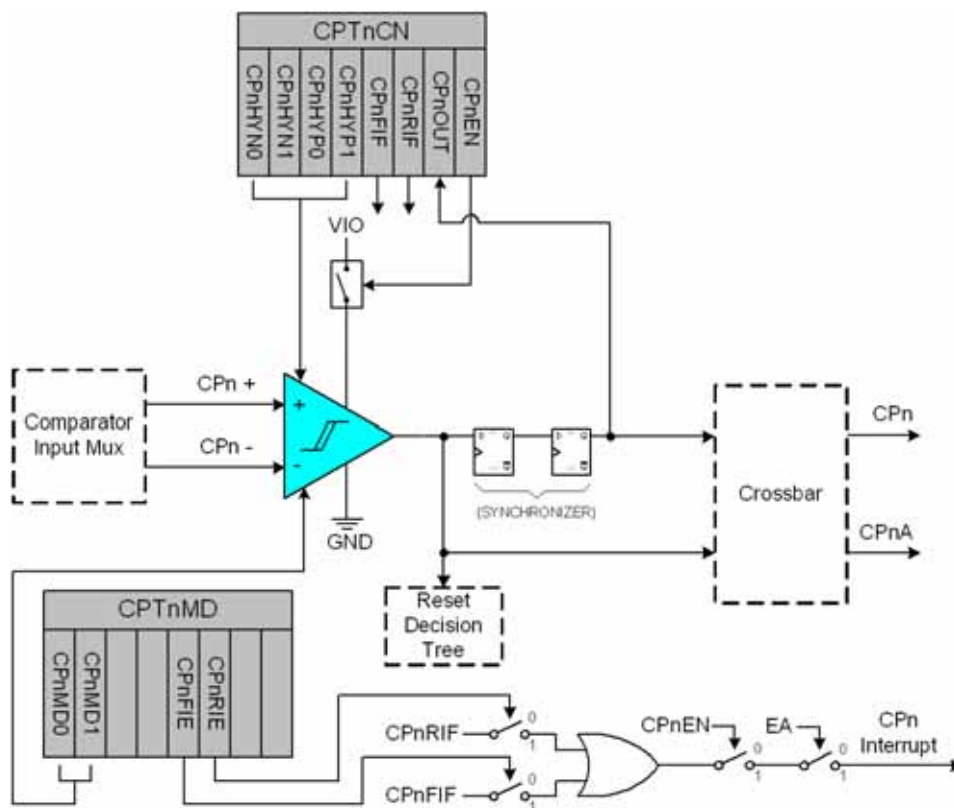 CPTnCN
CPnHYN0
CPnHYN1
CPnHYP0
CPnHYP1
CPnFIF
CPnRIF
CPnOUT
CPnEN
VIO
Comparator
Input Mux
CPn +
CPn -
+
-
GND
D Q
D Q
(SYNCHRONIZER)
Crossbar
CPn
CPnA
Reset
Decision
Tree
CPTnMD
CPnMD0
CPnMD1
CPnFIE
CPnRIE
CPnRIF
0
1
CPnFIF
0
1
CPnEN
0
1
EA
0
1
CPn
Interrupt